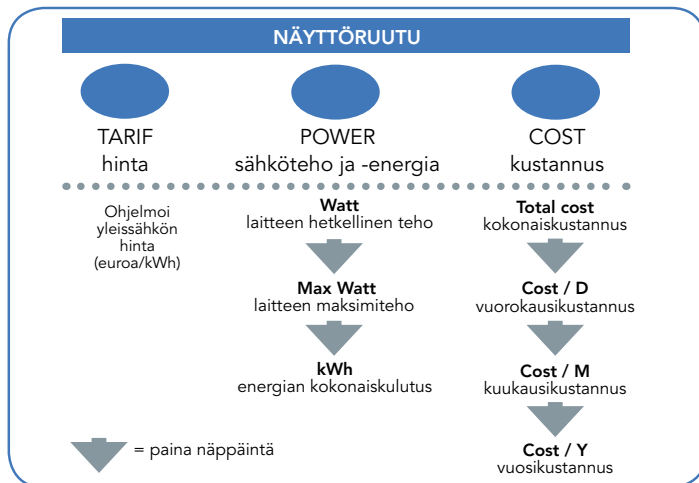 NÄYTTÖRUUTU
TARIF
hinta
POWER
sähköteho ja -energia
COST
kustannus
Ohjelmoi
yleissähkön
hinta
(euroa/kWh)
Watt
laitteen hetkellinen teho
Max Watt
laitteen maksimiteho
kWh
energian kokonaiskulutus
Total cost
kokonaiskustannus
Cost / D
vuorokausikustannus
Cost / M
kuukausikustannus
Cost / Y
vuosikustannus
= paina näppäintä